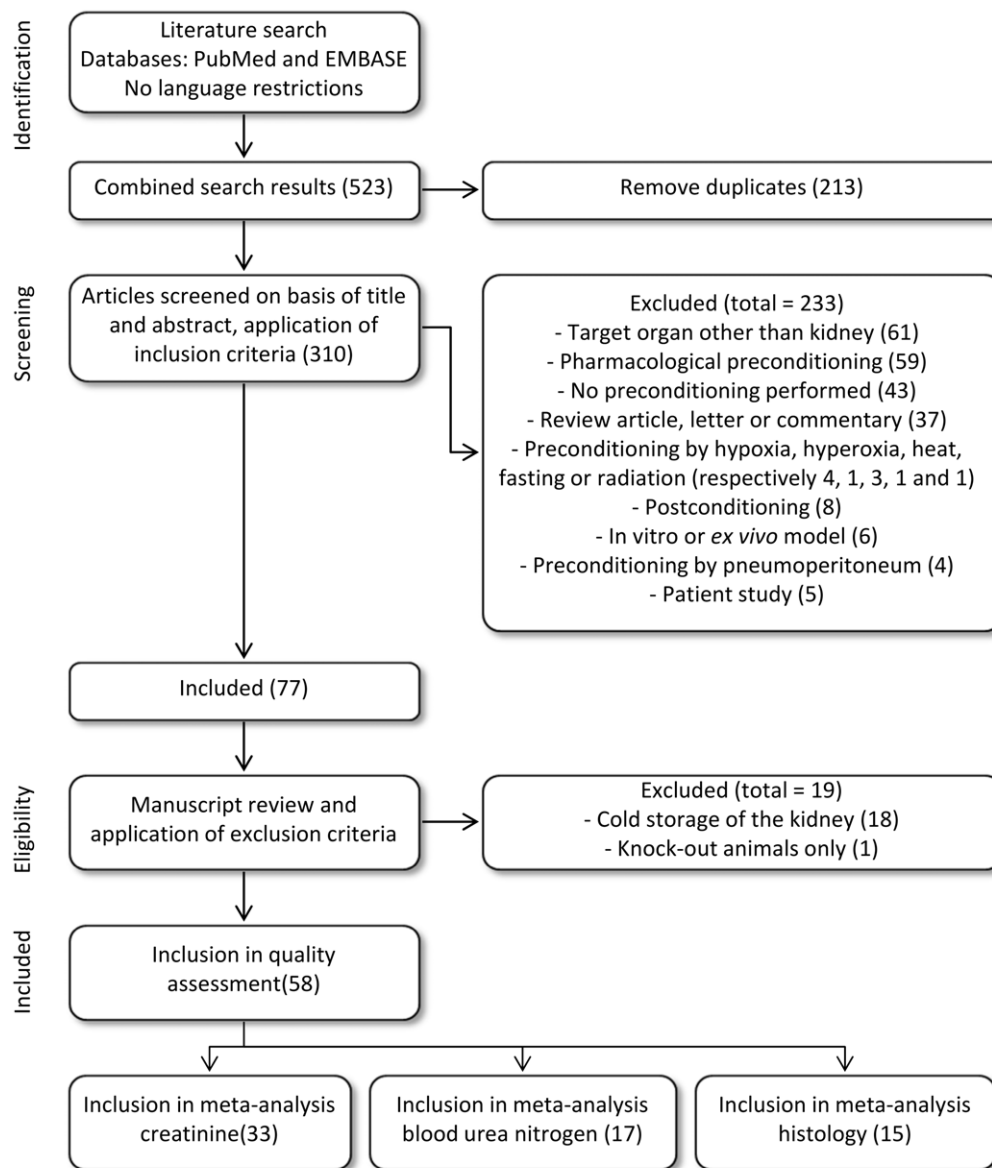 Identification
Literature search
Databases: PubMed and EMBASE
No language restrictions
Combined search results (523)
Remove duplicates (213)
Screening
Articles screened on basis of title
and abstract, application of
inclusion criteria (310)
Excluded (total = 233)
- Target organ other than kidney (61)
- Pharmacological preconditioning (59)
- No preconditioning performed (43)
- Review article, letter or commentary (37)
- Preconditioning by hypoxia, hyperoxia, heat,
fasting or radiation (respectively 4, 1, 3, 1 and 1)
- Postconditioning (8)
- In vitro or ex vivo model (6)
- Preconditioning by pneumoperitoneum (4)
- Patient study (5)
Included (77)
Eligibility
Manuscript review and
application of exclusion criteria
Excluded (total = 19)
- Cold storage of the kidney (18)
- Knock-out animals only (1)
Included
Inclusion in quality
assessment(58)
Inclusion in meta-analysis
creatinine(33)
Inclusion in meta-analysis
blood urea nitrogen (17)
Inclusion in meta-analysis
histology (15)